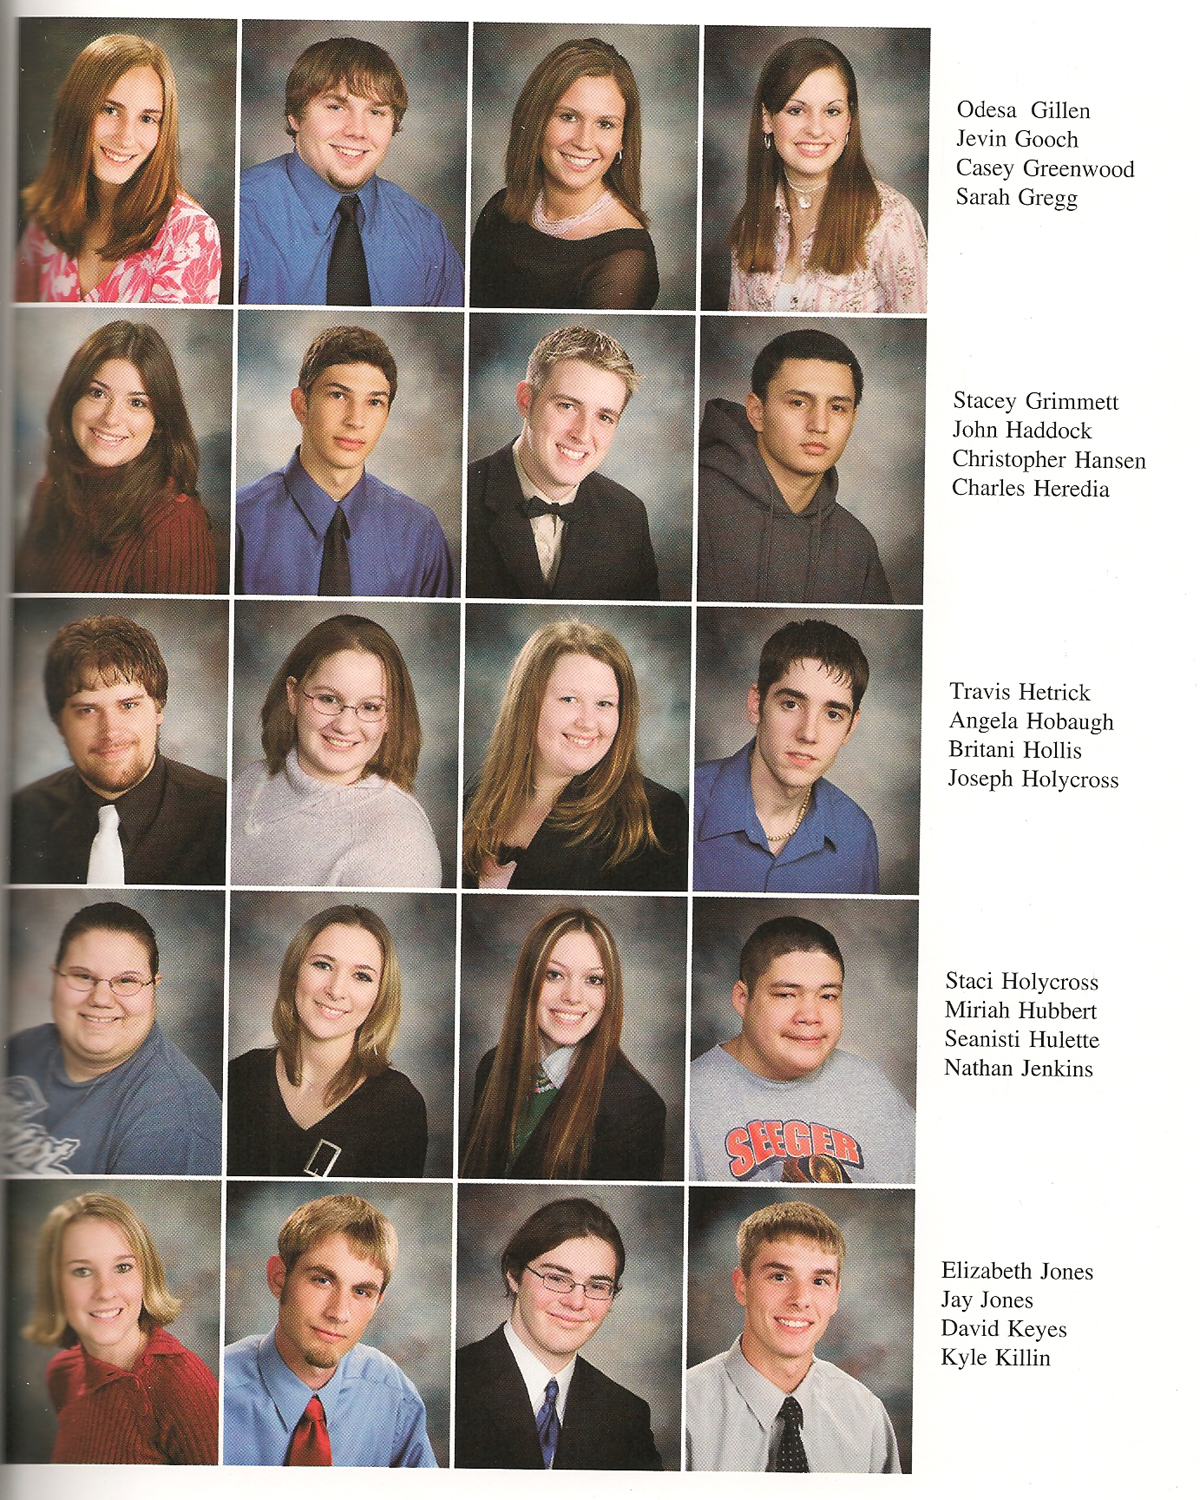 Odesa Gillen
Jevin Gooch
Casey Greenwood
Sarah Gregg
Stacey Grimmett
John Haddock
Christopher Hansen
Charles Heredia
Travis Hetrick
Angela Hobaugh
Britani Hollis
Joseph Holycross
Staci Holycross
Miriah Hubbert
Seanisti Hulette
Nathan Jenkins
SEEGER
Elizabeth Jones
Jay Jones
David Keyes
Kyle Killin